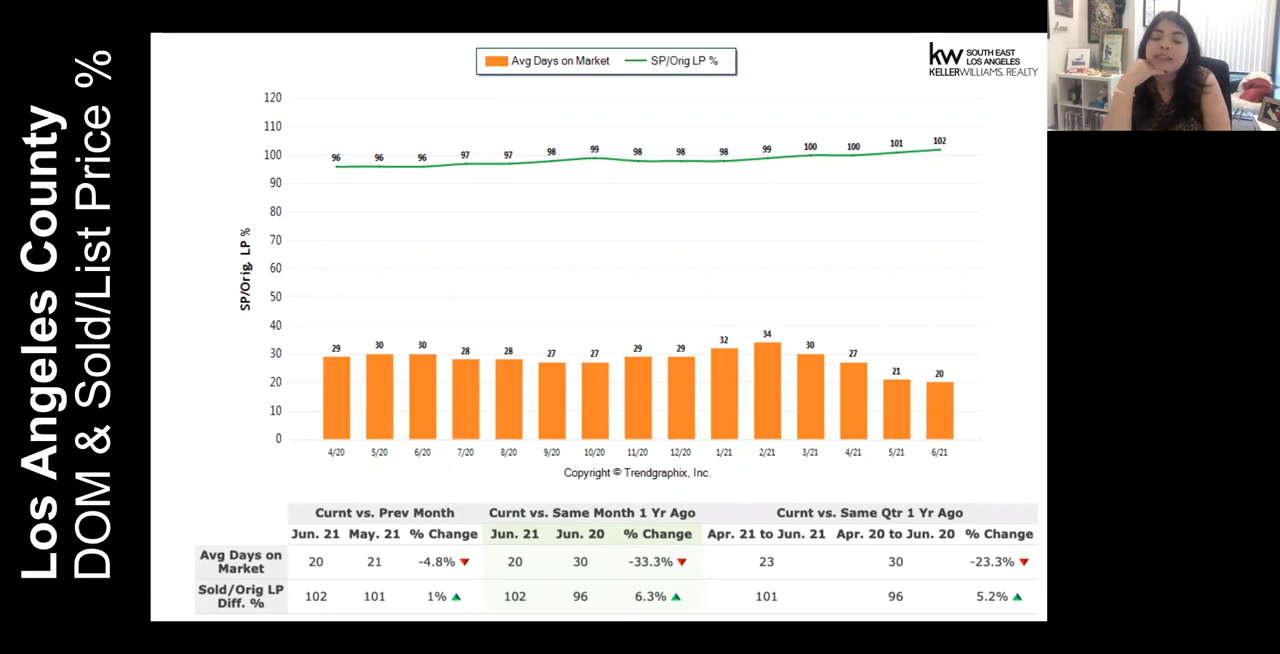 Los Angeles County
DOM & Sold/List Price %
Avg Days on Market SP/Orig LP %
kw SOUTH EAST
LOS ANGELES
KELLERWILLIAMS. REALTY
SP/Orig. LP %
120
110
100
90
80
70
60
50
40
30
20
10
0
96 96 96 97 97 98 99 98 98 98 99 100 100 101 102
29 30 30 28 28 27 27 29 29 32 34 30 27 21 20
4/20 5/20 6/20 7/20 8/20 9/20 10/20 11/20 12/20 1/21 2/21 3/21 4/21 5/21 6/21
Copyright © Trendgraphix, Inc.
Curnt vs. Prev Month Curnt vs. Same Month 1 Yr Ago Curnt vs. Same Qtr 1 Yr Ago
Jun. 21 May. 21 % Change Jun. 21 Jun. 20 % Change Apr. 21 to Jun. 21 Apr. 20 to Jun. 20 % Change
Avg Days on
Market 20 21 -4.8% 20 30 -33.3% 23 30 -23.3%
Sold/Orig LP
Diff. % 102 101 1% 102 96 6.3% 101 96 5.2%